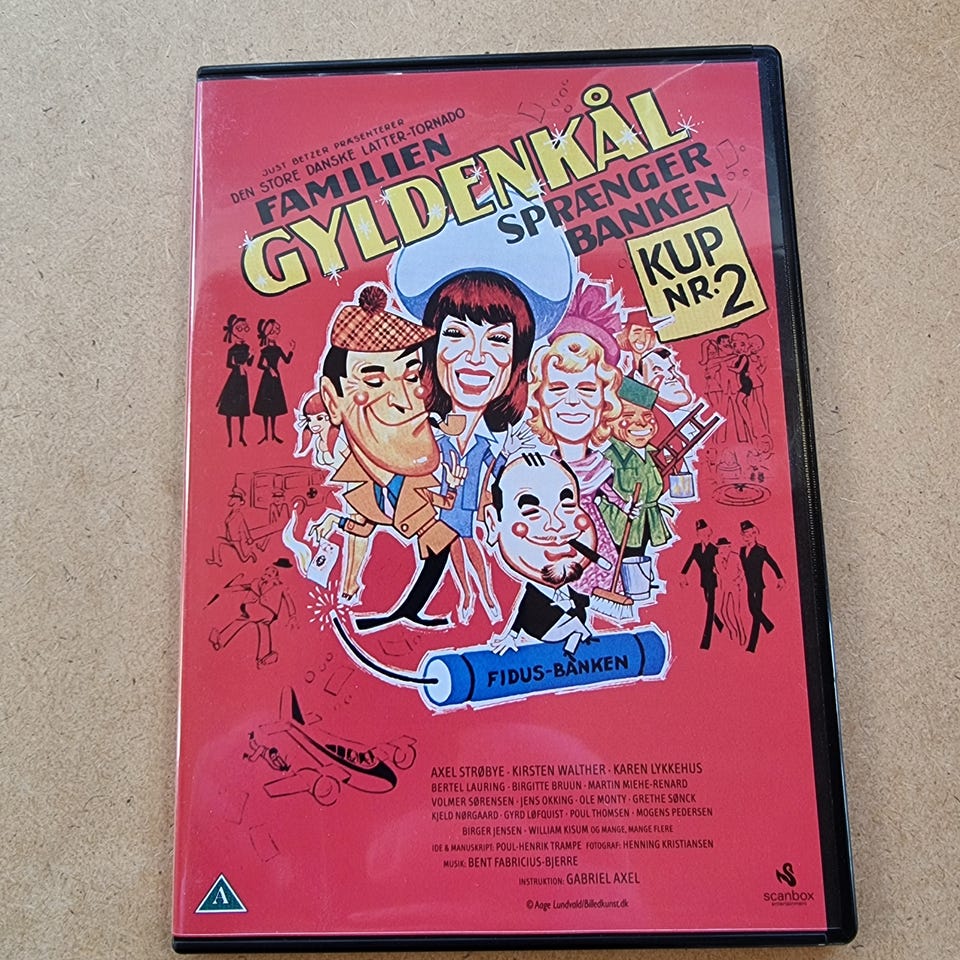 JUST BETZER PRÆSENTERER
DEN STORE DANSKE LATTER-TORNADO
FAMILIEN
GYLDENKÅL
SPRÆNGER
BANKEN
KUP
NR. 2
FIDUS-BANKEN
AXEL STRØBYE · KIRSTEN WALTHER · KAREN LYKKEHUS
BERTEL LAURING · BIRGITTE BRUUN · MARTIN MIEHE-RENARD
VOLMER SØRENSEN · JENS OKKING · OLE MONTY · GRETHE SØNCK
KJELD NØRGAARD · GYRD LØFQUIST · POUL THOMSEN · MOGENS PEDERSEN
BIRGER JENSEN · WILLIAM KISUM OG MANGE, MANGE FLERE
IDE & MANUSKRIPT: POUL-HENRIK TRAMPE FOTOGRAF: HENNING KRISTIANSEN
MUSIK: BENT FABRICIUS-BJERRE
INSTRUKTION: GABRIEL AXEL
© Aage Lundvald/Billedkunst.dk
A
scanbox
entertainment